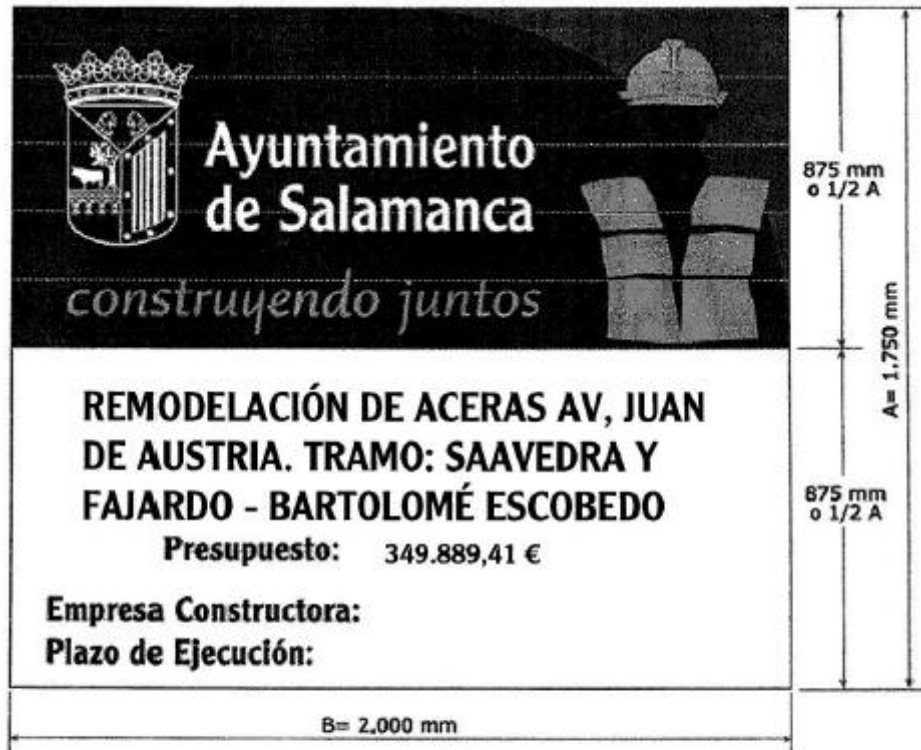 Ayuntamiento
de Salamanca
construyendo juntos
875 mm
o 1/2 A
A= 1.750 mm
REMODELACIÓN DE ACERAS AV, JUAN
DE AUSTRIA. TRAMO: SAAVEDRA Y
FAJARDO - BARTOLOMÉ ESCOBEDO
Presupuesto: 349.889,41 €
875 mm
o 1/2 A
Empresa Constructora:
Plazo de Ejecución:
B= 2.000 mm